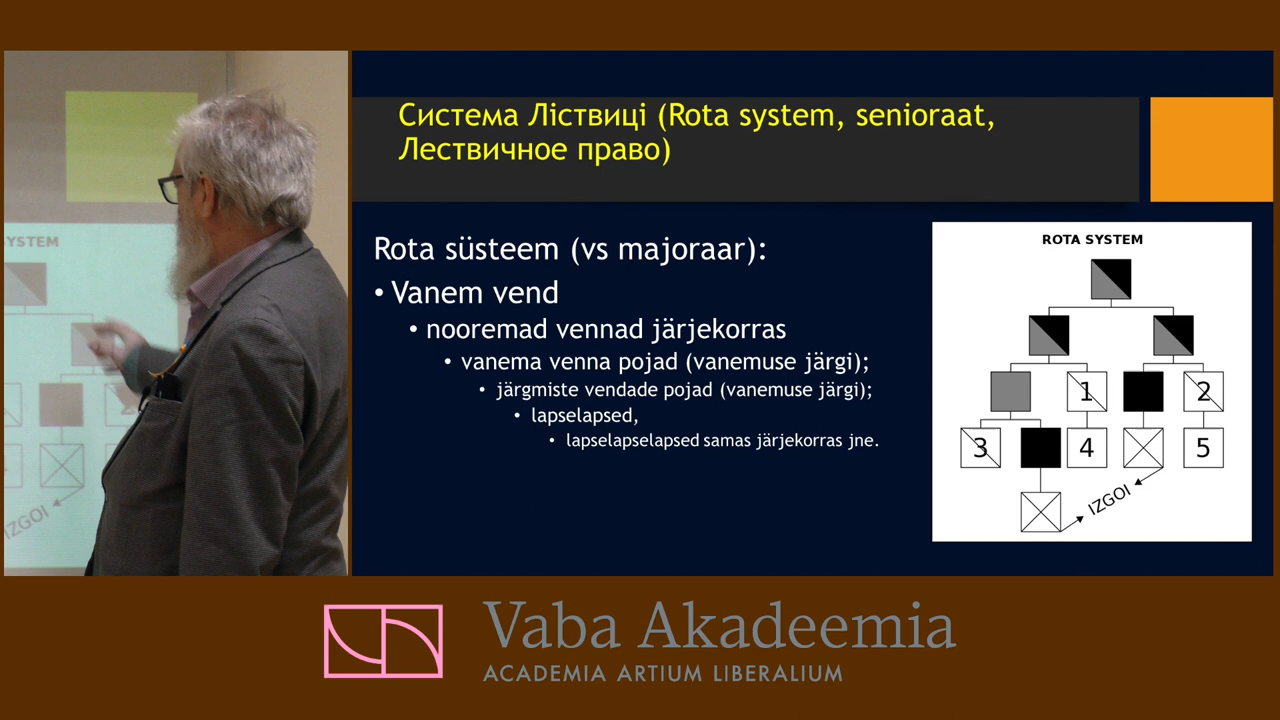 YSTEM
IZGOI
Система Ліствиці (Rota system, senioraat,
Лествичное право)
Rota süsteem (vs majoraar):
• Vanem vend
• nooremad vennad järjekorras
• vanema venna pojad (vanemuse järgi);
• järgmiste vendade pojad (vanemuse järgi);
• lapselapsed,
• lapselapselapsed samas järjekorras jne.
ROTA SYSTEM
1 2
3 4 5
IZGOI
Vaba Akadeemia
ACADEMIA ARTIUM LIBERALIUM